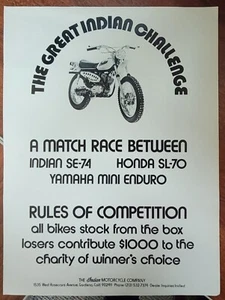 THE GREAT INDIAN CHALLENGE
A MATCH RACE BETWEEN
INDIAN SE-74 HONDA SL-70
YAMAHA MINI ENDURO
RULES OF COMPETITION
all bikes stock from the box
losers contribute $1000 to the
charity of winner's choice
THE Indian MOTORCYCLE COMPANY